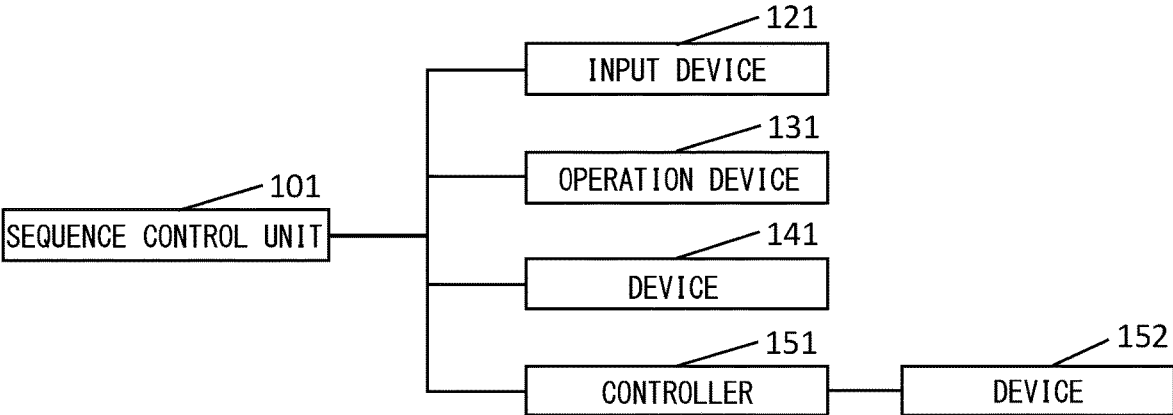 121
INPUT DEVICE
131
OPERATION DEVICE
101
SEQUENCE CONTROL UNIT
141
DEVICE
151
CONTROLLER
152
DEVICE